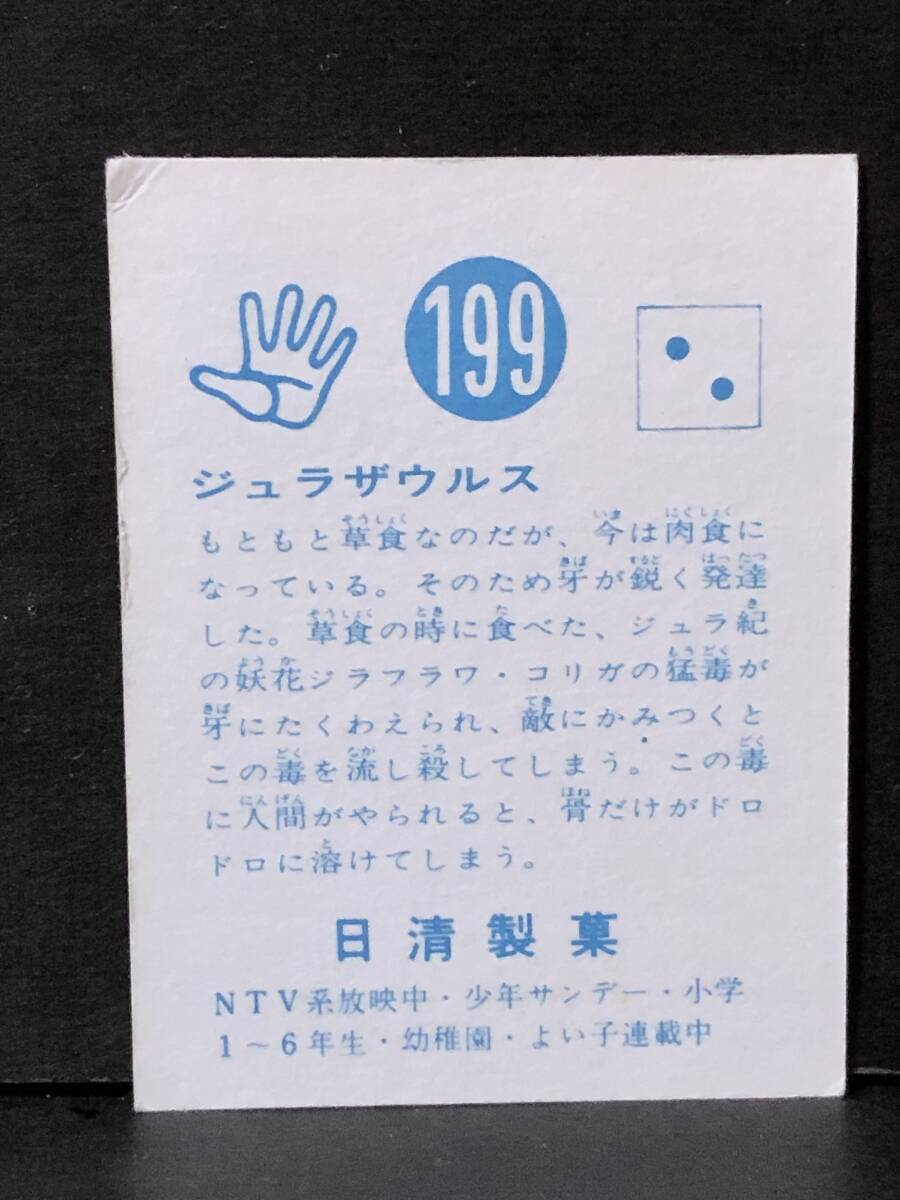 199
ジュラザウルス
もともと草食なのだが、今は肉食に
なっている。そのため牙が鋭く発達
した。草食の時に食べた、ジュラ紀
の妖花ジラフラワ・コリガの猛毒が
牙にたくわえられ、敵にかみつくと
この毒を流し殺してしまう。この毒
に人間がやられると、骨だけがドロ
ドロに溶けてしまう。
日清製菓
NTV系放映中・少年サンデー・小学
1～6年生・幼稚園・よい子連載中